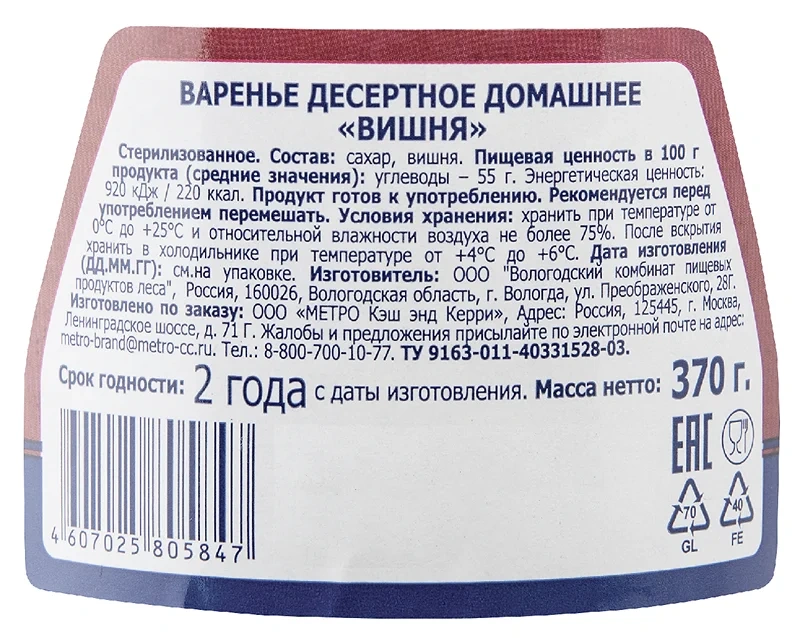 ВАРЕНЬЕ ДЕСЕРТНОЕ ДОМАШНЕЕ
«ВИШНЯ»
Стерилизованное. Состав: сахар, вишня. Пищевая ценность в 100 г
продукта (средние значения): углеводы – 55 г. Энергетическая ценность:
920 кДж / 220 ккал. Продукт готов к употреблению. Рекомендуется перед
употреблением перемешать. Условия хранения: хранить при температуре от
0°С до +25°С и относительной влажности воздуха не более 75%. После вскрытия
хранить в холодильнике при температуре от +4°С до +6°С. Дата изготовления
(ДД.ММ.ГГ): см.на упаковке. Изготовитель: ООО "Вологодский комбинат пищевых
продуктов леса", Россия, 160026, Вологодская область, г. Вологда, ул. Преображенского, 28Г.
Изготовлено по заказу: ООО «МЕТРО Кэш энд Керри», Адрес: Россия, 125445, г. Москва,
Ленинградское шоссе, д. 71 Г. Жалобы и предложения присылайте по электронной почте на адрес:
metro-brand@metro-cc.ru. Тел.: 8-800-700-10-77. ТУ 9163-011-40331528-03.
Срок годности: 2 года с даты изготовления. Масса нетто: 370 г.
EAC
70 40
GL FE
4 607025 805847